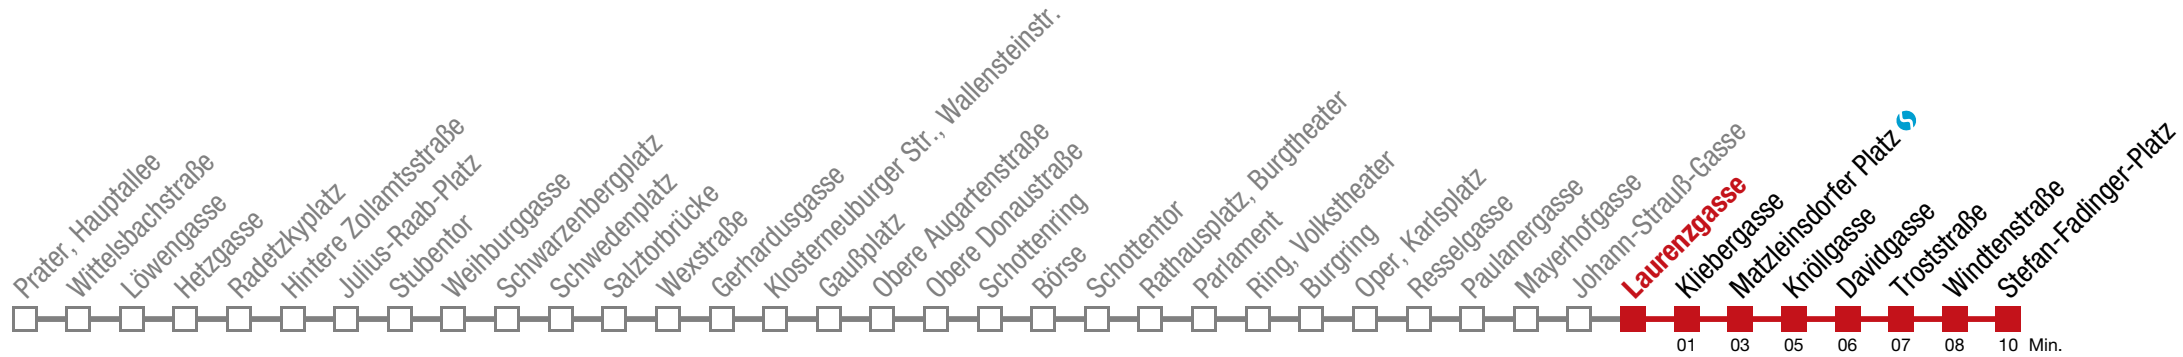 Prater, Hauptallee
Wittelsbachstraße
Löwengasse
Hetzgasse
Radetzkyplatz
Hintere Zollamtsstraße
Julius-Raab-Platz
Stubentor
Weihburggasse
Schwarzenbergplatz
Schwedenplatz
Salztorbrücke
Wexstraße
Gerhardusgasse
Klosterneuburger Str., Wallensteinstr.
Gaußplatz
Obere Augartenstraße
Obere Donaustraße
Schottenring
Börse
Schottentor
Rathausplatz, Burgtheater
Parlament
Ring, Volkstheater
Burgring
Oper, Karlsplatz
Resselgasse
Paulanergasse
Mayerhofgasse
Johann-Strauß-Gasse
Laurenzgasse
Kliebergasse
Matzleinsdorfer Platz
Knöllgasse
Davidgasse
Troststraße
Windtenstraße
Stefan-Fadinger-Platz
01 03 05 06 07 08 10 Min.